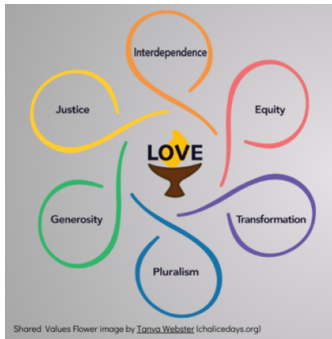 Interdependence
Justice
Equity
LOVE
Generosity
Transformation
Pluralism
Shared Values Flower image by Tanya Webster (chalicedays.org)